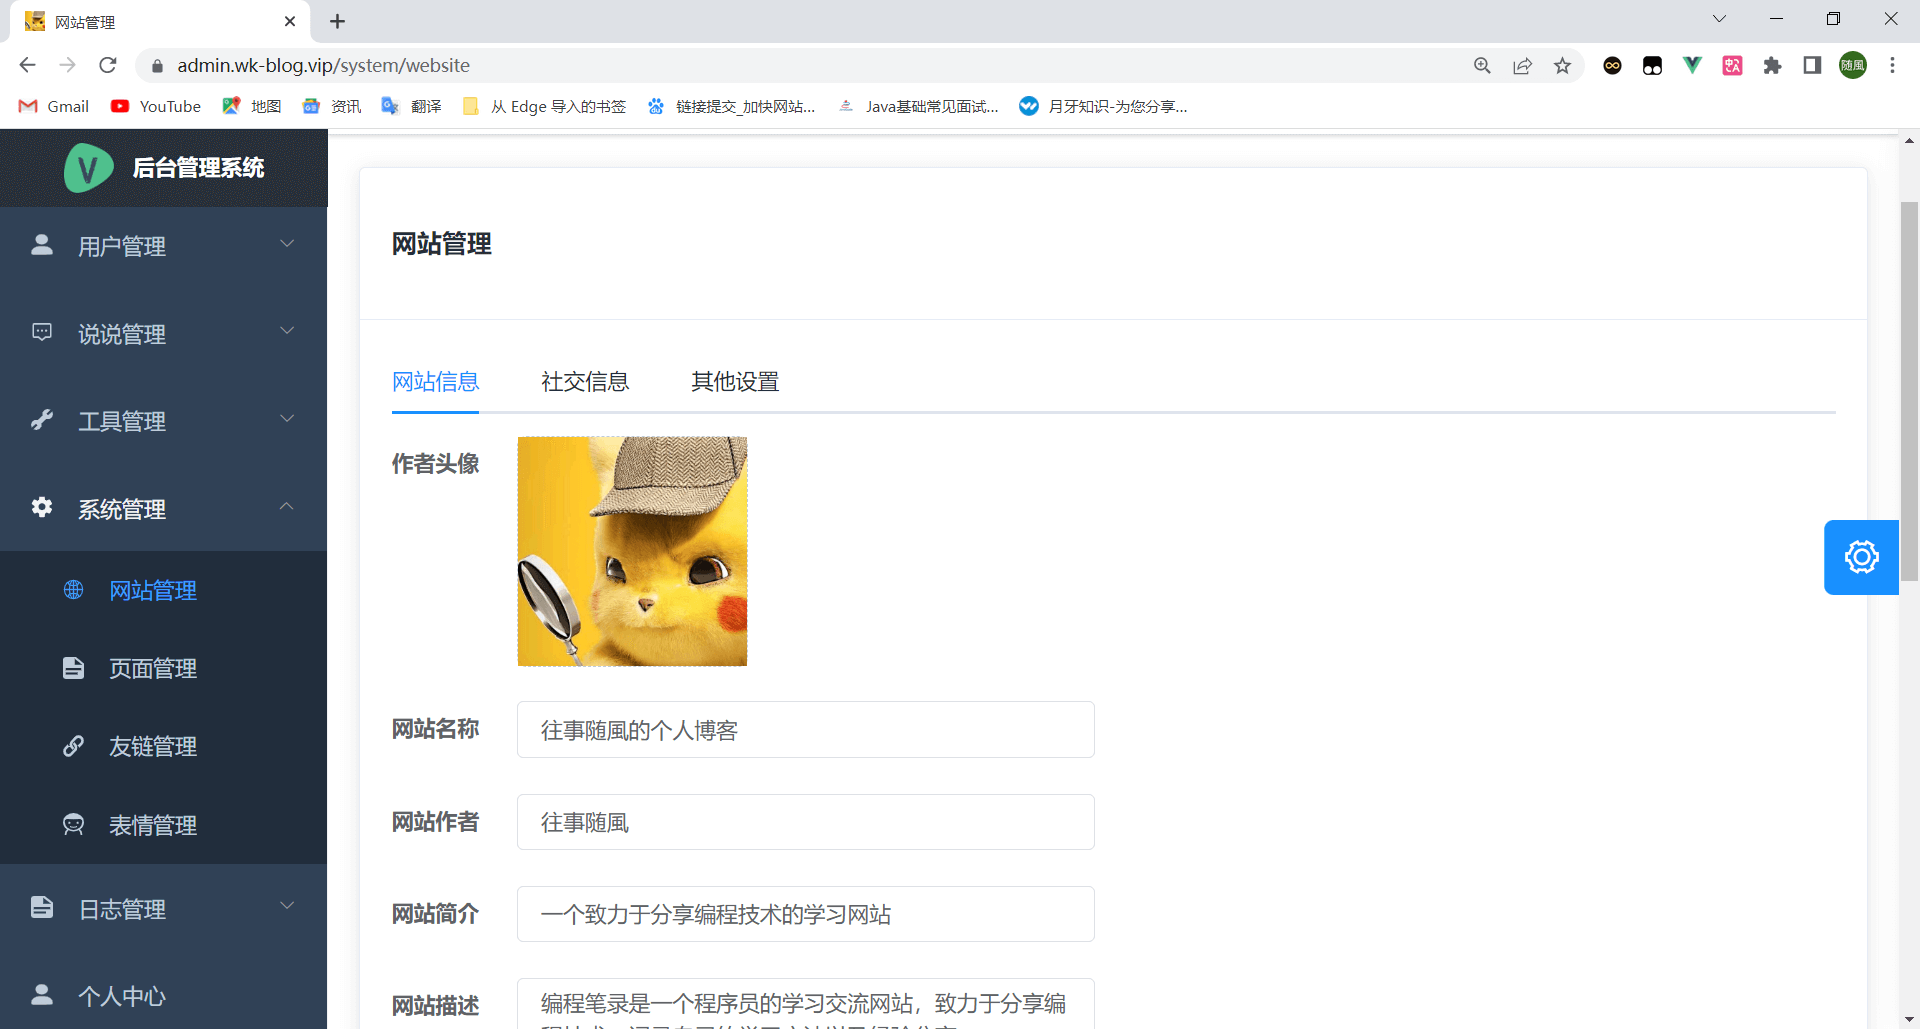 网站管理
admin.wk-blog.vip/system/website
随風
Gmail
YouTube
地图
资讯
翻译
从 Edge 导入的书签
链接提交_加快网站...
Java基础常见面试...
月牙知识-为您分享...
V 后台管理系统
用户管理
说说管理
工具管理
系统管理
网站管理
页面管理
友链管理
表情管理
日志管理
个人中心
网站管理
网站信息 社交信息 其他设置
作者头像
网站名称 往事随風的个人博客
网站作者 往事随風
网站简介 一个致力于分享编程技术的学习网站
网站描述 编程笔录是一个程序员的学习交流网站，致力于分享编